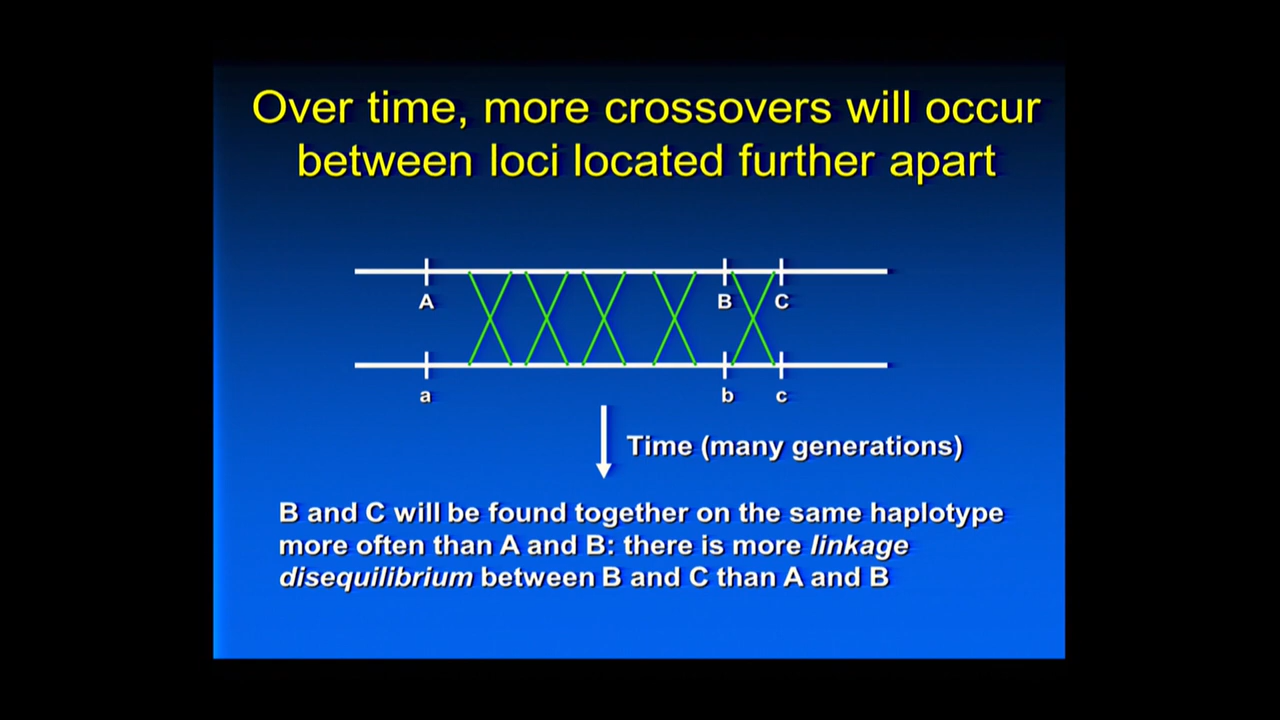 Over time, more crossovers will occur
between loci located further apart
A B C
a b c
Time (many generations)
B and C will be found together on the same haplotype
more often than A and B: there is more linkage
disequilibrium between B and C than A and B